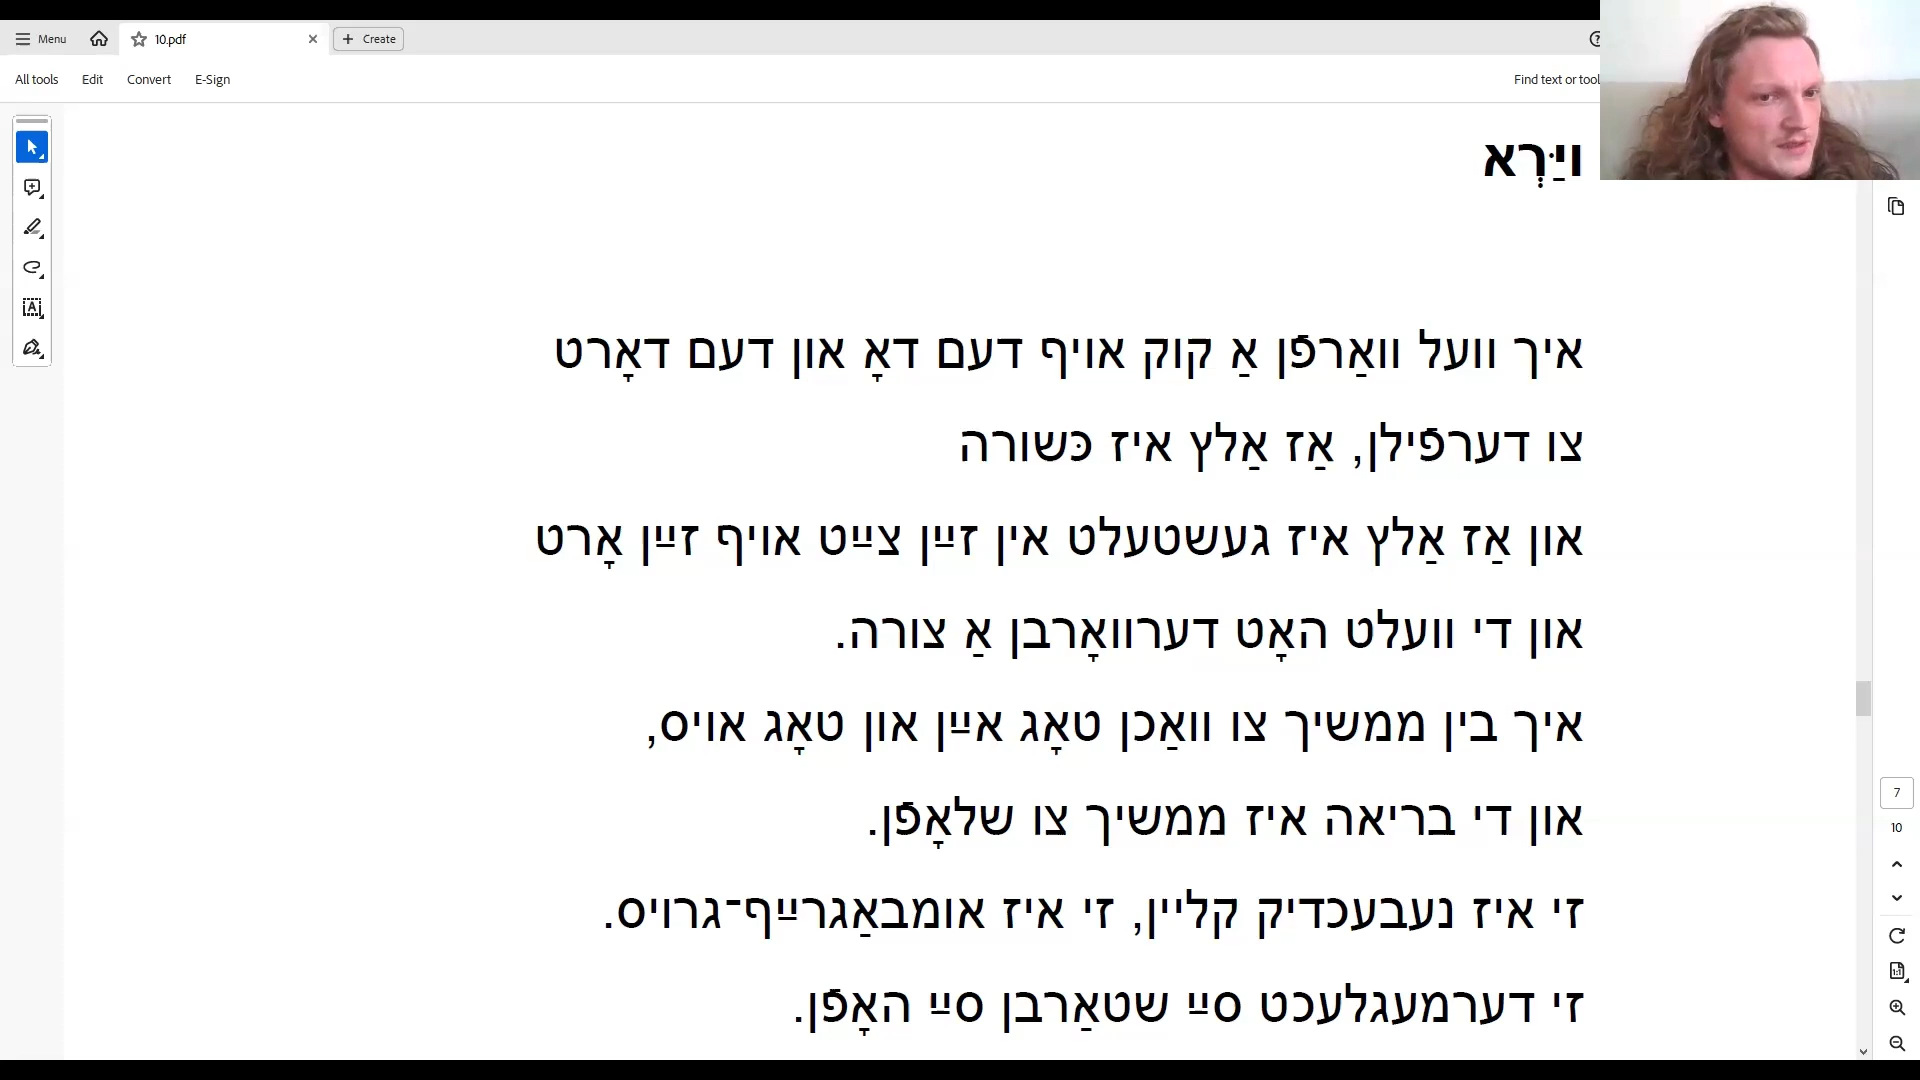 Menu
10.pdf
Create
All tools
Edit
Convert
E-Sign
Find text or tool
ויַּרְא
איך וועל וואַרפֿן אַ קוק אויף דעם דאָ און דעם דאָרט
צו דערפֿילן, אַז אַלץ איז כּשורה
און אַז אַלץ איז געשטעלט אין זײַן צײַט אויף זײַן אָרט
און די וועלט האָט דערוואָרבן אַ צורה.
איך בין ממשיך צו וואַכן טאָג אײַן און טאָג אויס,
און די בריאה איז ממשיך צו שלאָפֿן.
זי איז נעבעכדיק קליין, זי איז אומבאַגרײַף־גרויס.
זי דערמעגלעכט סײַ שטאַרבן סײַ האָפֿן.
7
10